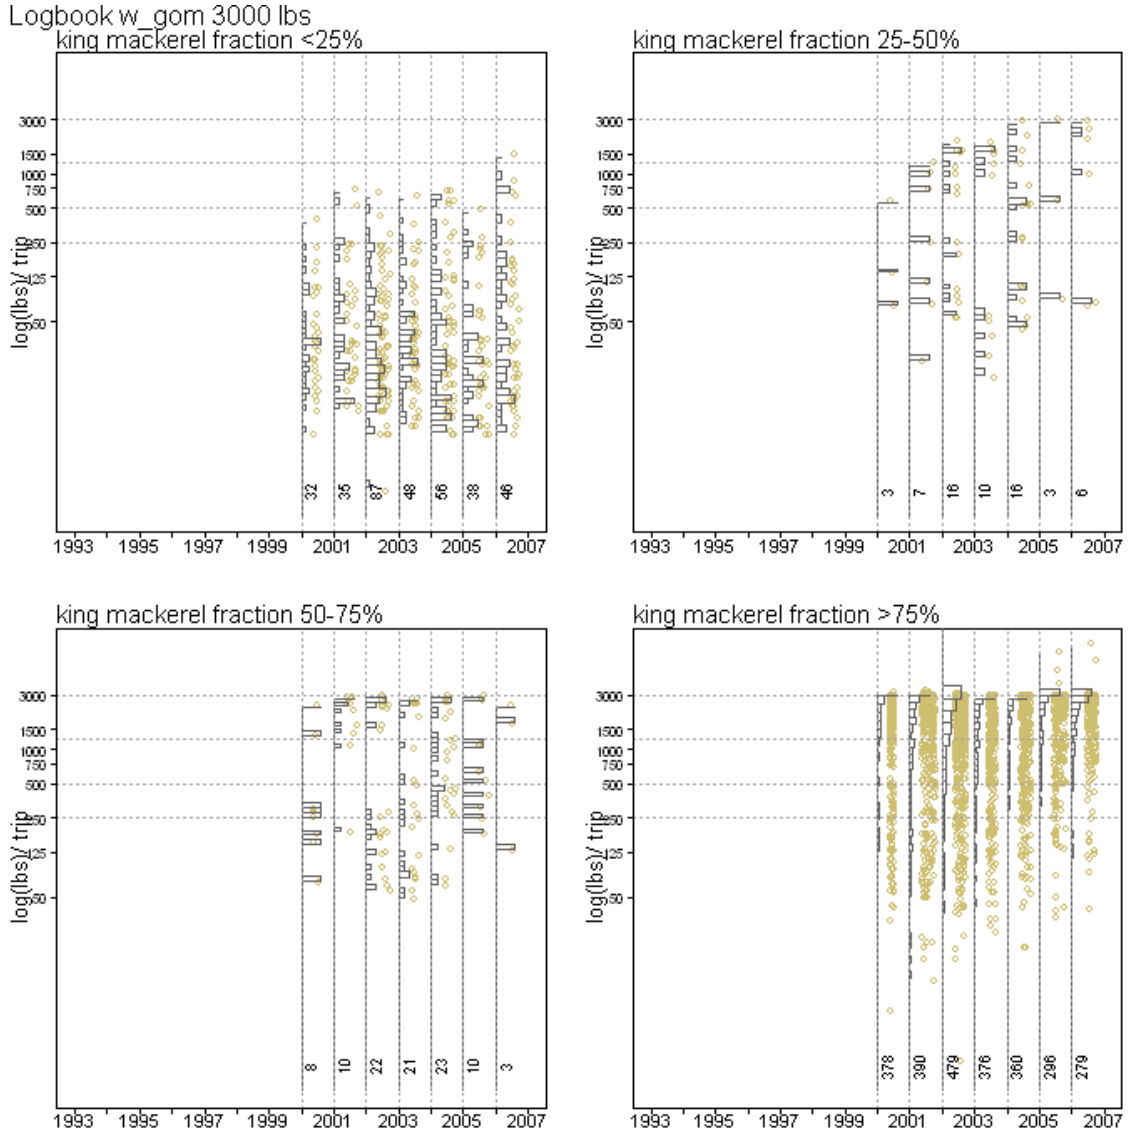 Logbook w_gom 3000 lbs
king mackerel fraction <25%
3000
1500
1000
750
500
250
125
50
log(lbs)/ trip
32 35 87 48 56 38 46
1993 1995 1997 1999 2001 2003 2005 2007
king mackerel fraction 25-50%
3000
1500
1000
750
500
250
125
50
log(lbs)/ trip
3 7 16 10 16 3 6
1993 1995 1997 1999 2001 2003 2005 2007
king mackerel fraction 50-75%
3000
1500
1000
750
500
250
125
50
log(lbs)/ trip
8 10 22 21 23 10 3
1993 1995 1997 1999 2001 2003 2005 2007
king mackerel fraction >75%
3000
1500
1000
750
500
250
125
50
log(lbs)/ trip
378 390 479 376 360 296 279
1993 1995 1997 1999 2001 2003 2005 2007